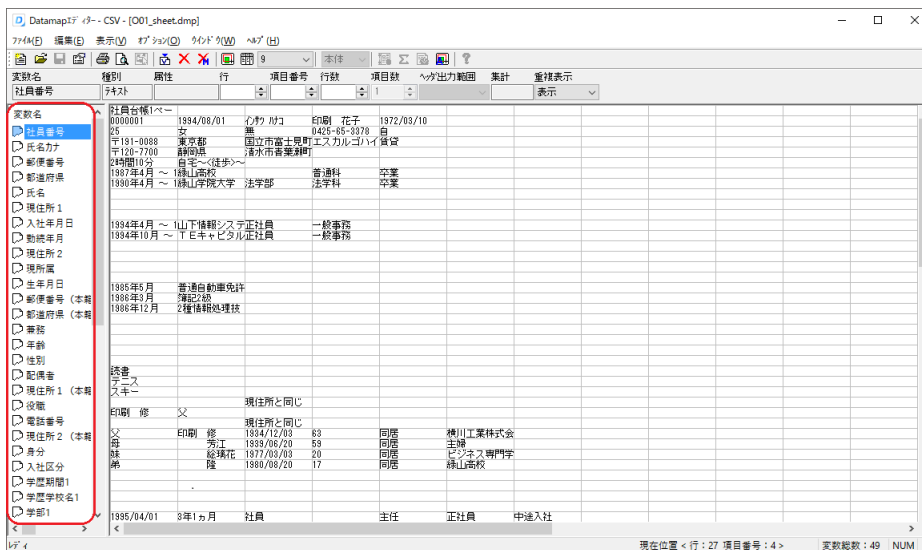 Datamapｴﾃﾞｨﾀｰ - CSV - [O01_sheet.dmp]
ﾌｧｲﾙ(F) 編集(E) 表示(V) ｵﾌﾟｼｮﾝ(O) ｳｲﾝﾄﾞｳ(W) ﾍﾙﾌﾟ(H)
9 本体
変数名 種別 属性 行 項目番号 行数 項目数 ﾍｯﾀﾞ出力範囲 集計 重複表示
社員番号 ﾃｷｽﾄ 1 表示
変数名
社員番号
氏名カナ
郵便番号
都道府県
氏名
現住所１
入社年月日
勤続年月
現住所２
現所属
生年月日
郵便番号（本籍
都道府県（本籍
兼務
年齢
性別
配偶者
現住所１（本籍
役職
電話番号
現住所２（本籍
身分
入社区分
学歴期間1
学歴学校名1
学部1
社員台帳1ペー
0000001 1994/08/01 ｲﾝｻﾂ ﾊﾅｺ 印刷　花子 1972/03/10
25 女 無 0425-65-3378 自
〒191-0088 東京都 国立市富士見町エスカルゴハイ賃貸
〒120-7700 静岡県 清水市青葉瀬町
2時間10分 自宅～<徒歩>～
1987年4月 ～ 1緑山高校 普通科 卒業
1990年4月 ～ 1緑山学院大学 法学部 法学科 卒業
1994年4月 ～ 1山下情報システ正社員 一般事務
1994年10月 ～ ＴＥキャピタル正社員 一般事務
1985年5月 普通自動車免許
1986年3月 簿記2級
1986年12月 2種情報処理技
読書
テニス
スキー
現住所と同じ
印刷　修 父
現住所と同じ
父 印刷　修 1934/12/03 63 同居 横川工業株式会
母 芳江 1939/06/20 59 同居 主婦
妹 絵璃花 1977/03/03 20 同居 ビジネス専門学
弟 隆 1980/08/20 17 同居 緑山高校
1995/04/01 3年1ヵ月 社員 主任 正社員 中途入社
ﾚﾃﾞｨ 現在位置 < 行 : 27 項目番号 : 4 > 変数総数 : 49 NUM